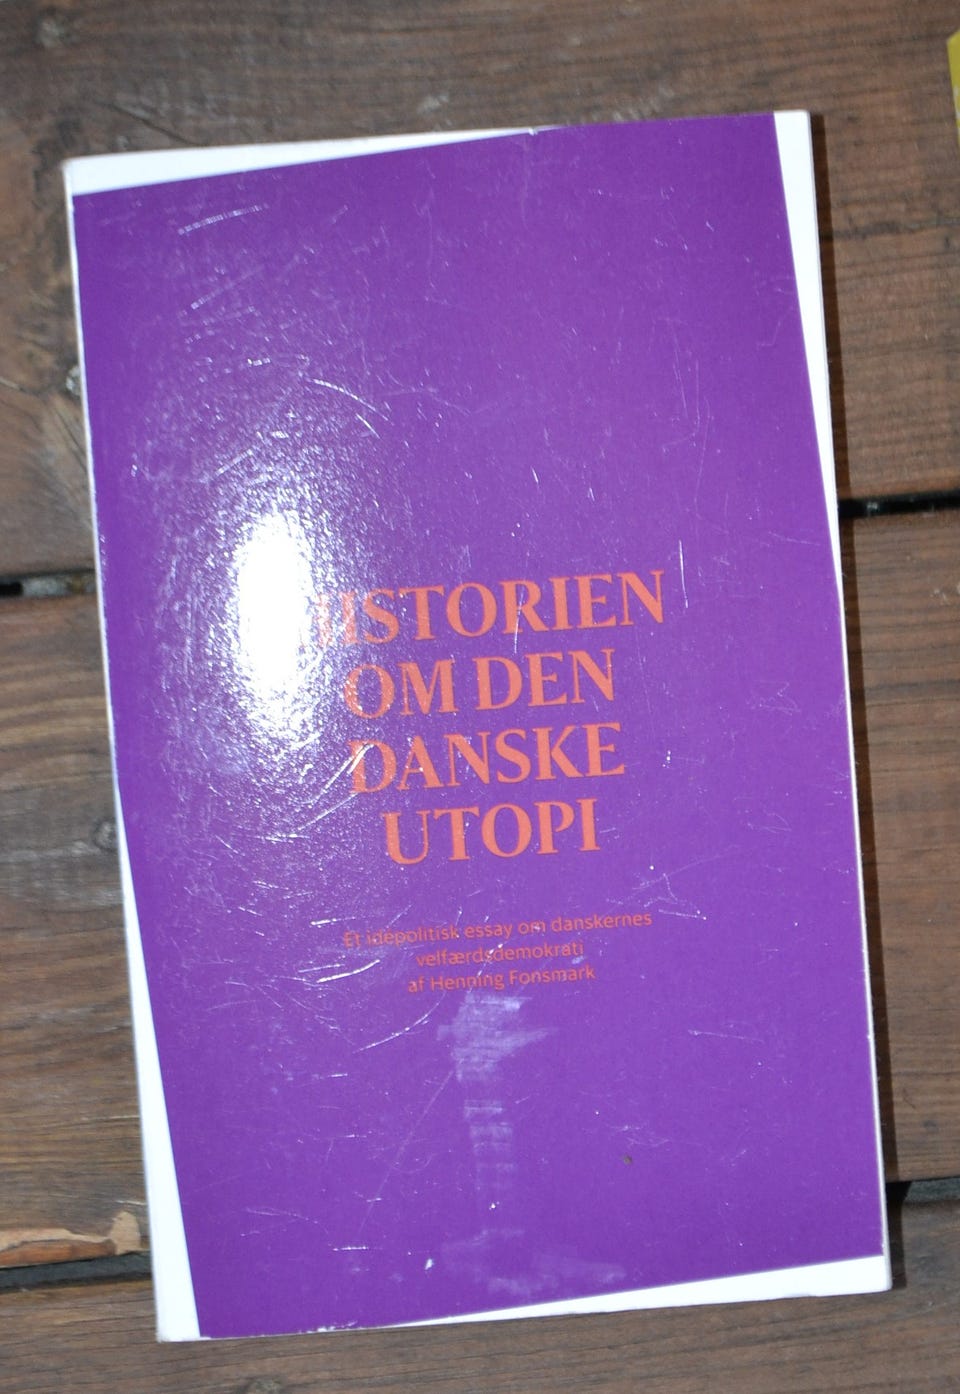 HISTORIEN
OM DEN
DANSKE
UTOPI
Et idépolitisk essay om danskernes
velfærdsdemokrati
af Henning Fonsmark